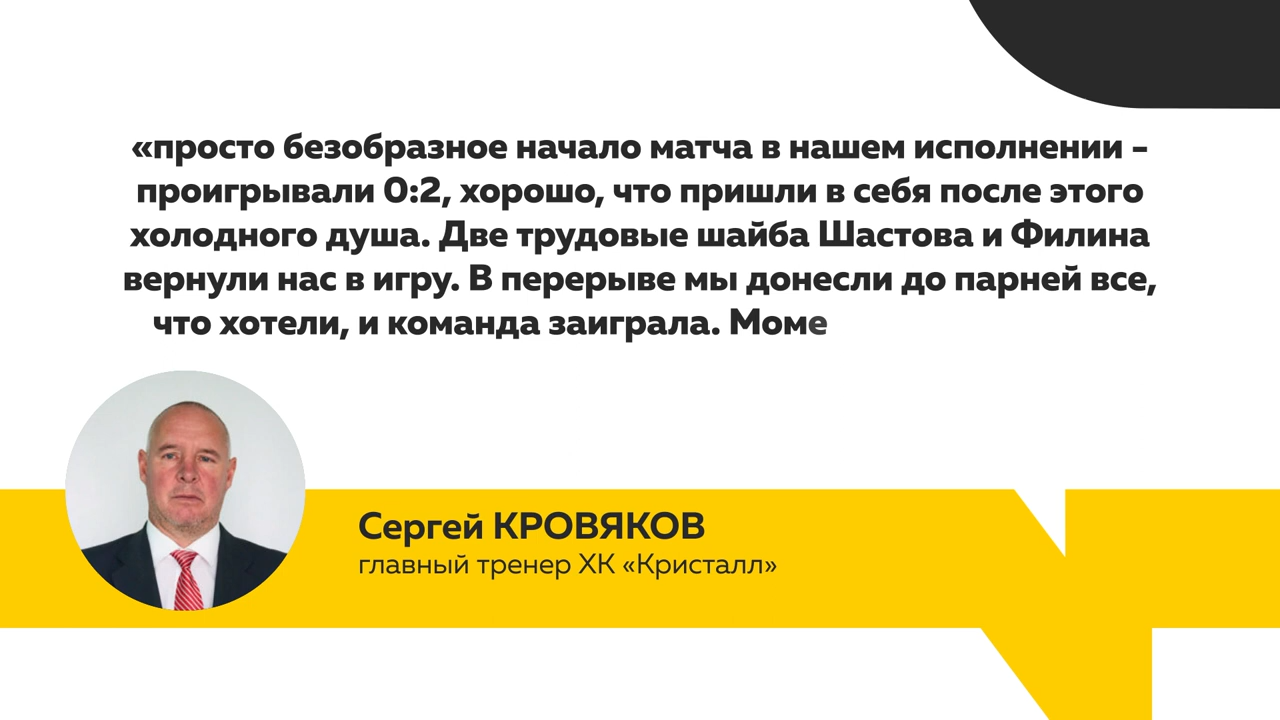 «просто безобразное начало матча в нашем исполнении –
проигрывали 0:2, хорошо, что пришли в себя после этого
холодного душа. Две трудовые шайба Шастова и Филина
вернули нас в игру. В перерыве мы донесли до парней все,
что хотели, и команда заиграла. Моме
Сергей КРОВЯКОВ
главный тренер ХК «Кристалл»